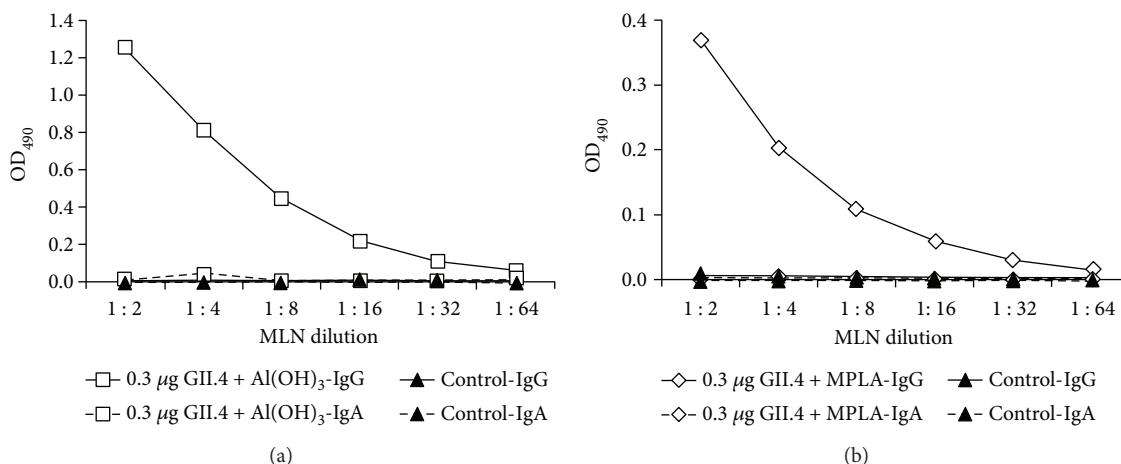 1.4
1.2
1.0
0.8
0.6
0.4
0.2
0.0
OD490
1 : 2 1 : 4 1 : 8 1 : 16 1 : 32 1 : 64
MLN dilution
0.3 μg GII.4 + Al(OH)3-IgG
0.3 μg GII.4 + Al(OH)3-IgA
Control-IgG
Control-IgA
(a)
0.4
0.3
0.2
0.1
0.0
OD490
1 : 2 1 : 4 1 : 8 1 : 16 1 : 32 1 : 64
MLN dilution
0.3 μg GII.4 + MPLA-IgG
0.3 μg GII.4 + MPLA-IgA
Control-IgG
Control-IgA
(b)